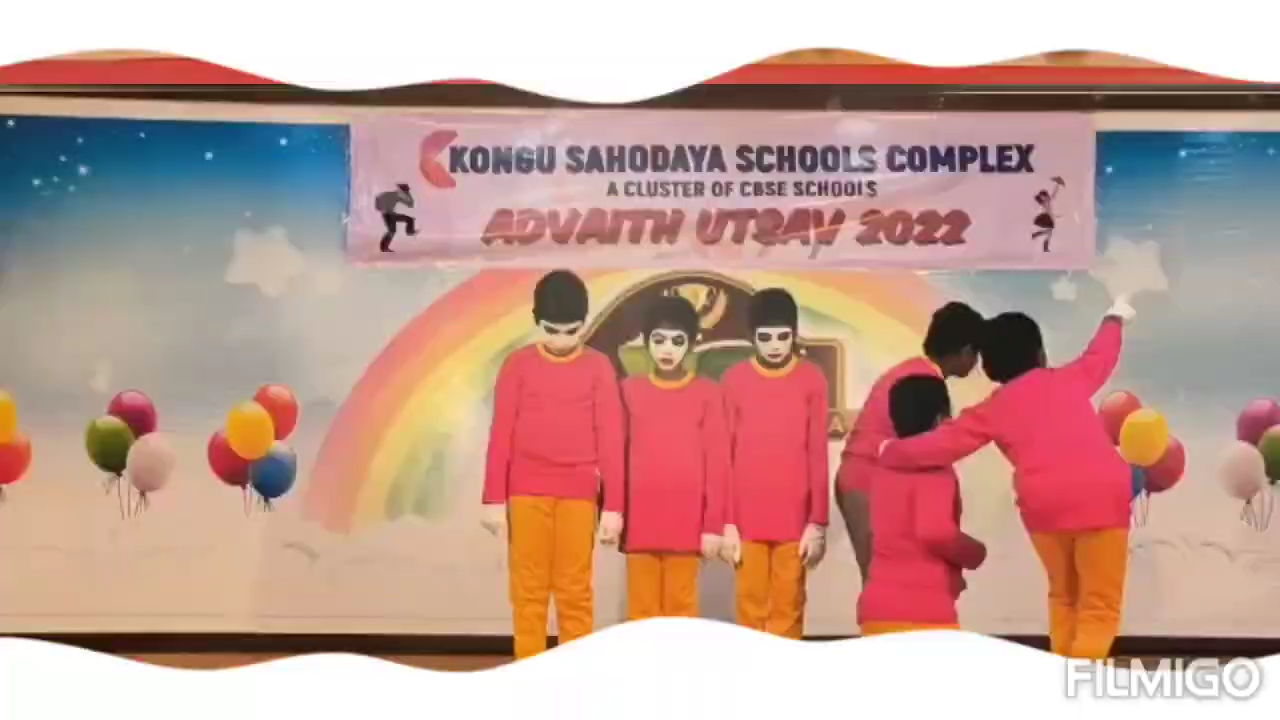 KONGU SAHODAYA SCHOOLS COMPLEX
A CLUSTER OF CBSE SCHOOLS
ADVAITH UTSAV 2022
FILMIGO